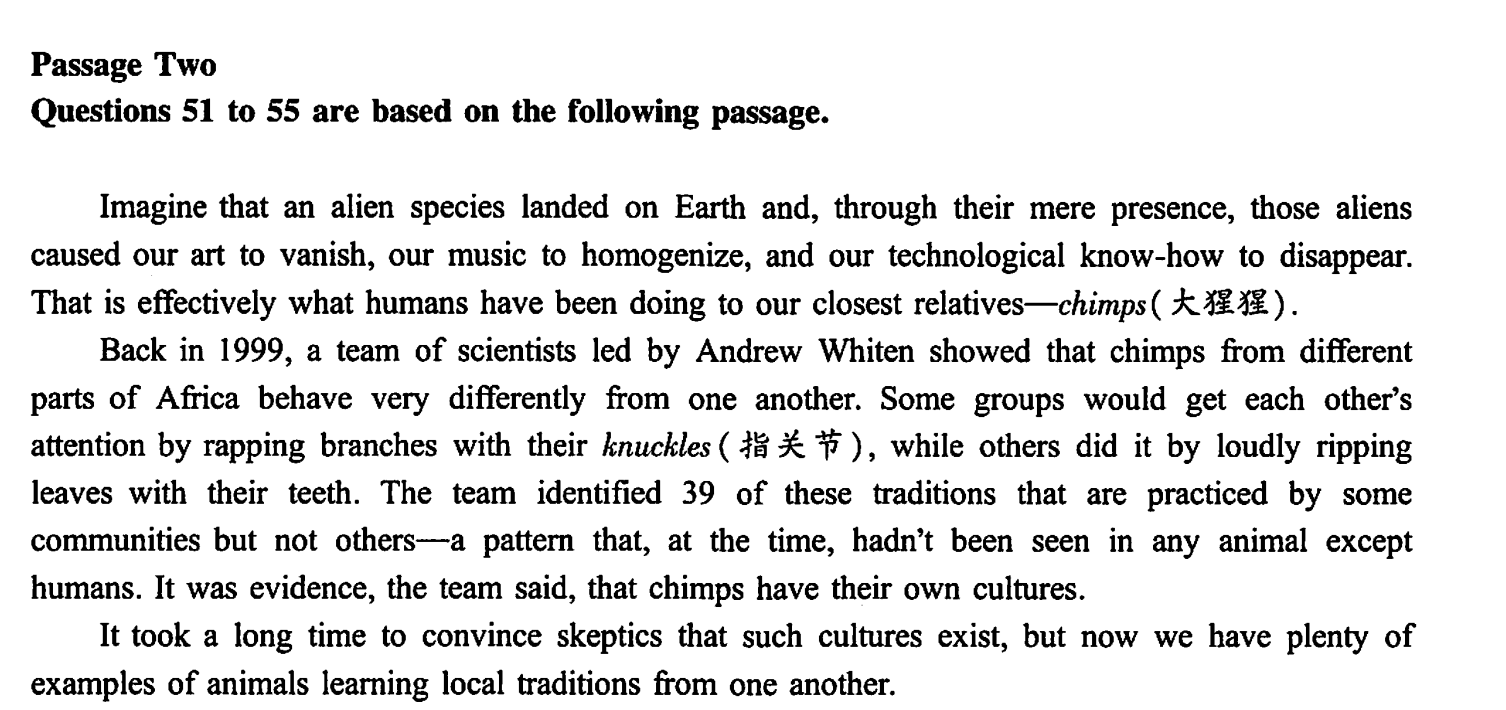 Passage Two
Questions 51 to 55 are based on the following passage.
Imagine that an alien species landed on Earth and, through their mere presence, those aliens
caused our art to vanish, our music to homogenize, and our technological know-how to disappear.
That is effectively what humans have been doing to our closest relatives—chimps(大猩猩).
Back in 1999, a team of scientists led by Andrew Whiten showed that chimps from different
parts of Africa behave very differently from one another. Some groups would get each other's
attention by rapping branches with their knuckles(指关节), while others did it by loudly ripping
leaves with their teeth. The team identified 39 of these traditions that are practiced by some
communities but not others—a pattern that, at the time, hadn't been seen in any animal except
humans. It was evidence, the team said, that chimps have their own cultures.
It took a long time to convince skeptics that such cultures exist, but now we have plenty of
examples of animals learning local traditions from one another.